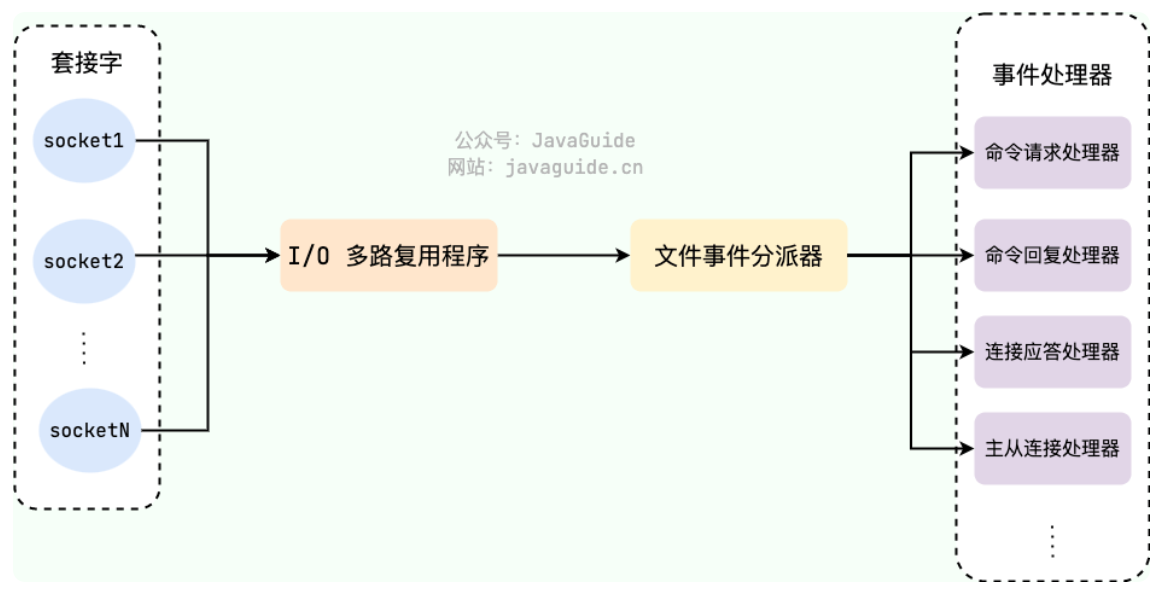 套接字
socket1
socket2
socketN
公众号：JavaGuide
网站：javaguide.cn
I/O 多路复用程序
文件事件分派器
事件处理器
命令请求处理器
命令回复处理器
连接应答处理器
主从连接处理器